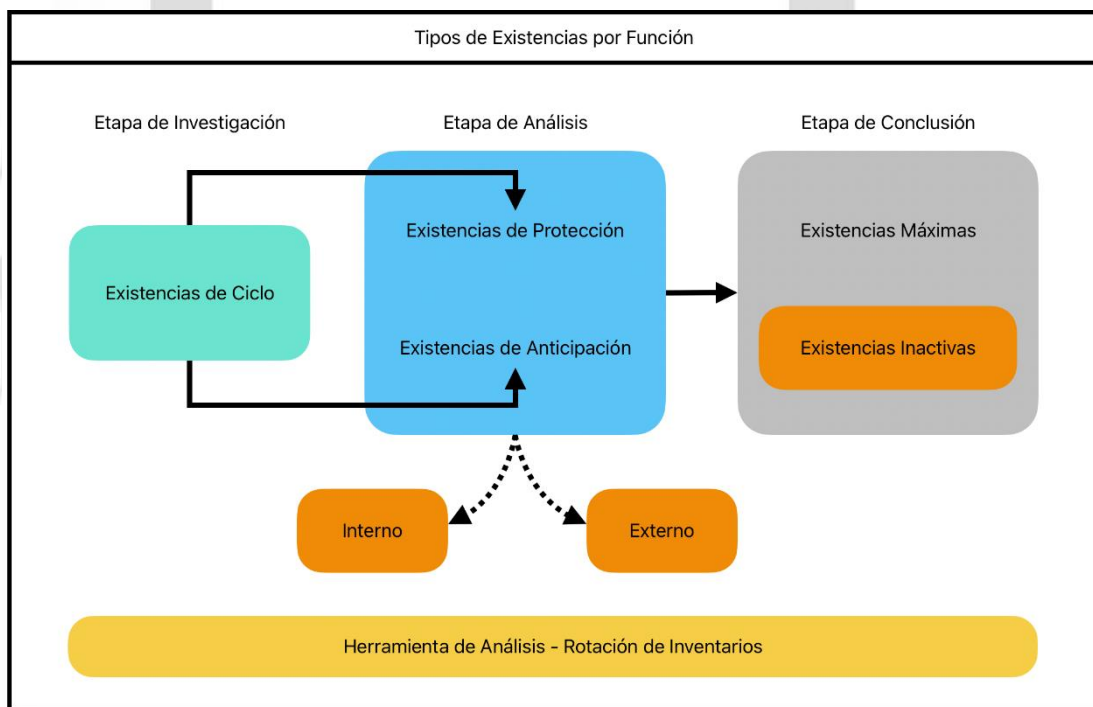 Tipos de Existencias por Función
Etapa de Investigación
Etapa de Análisis
Etapa de Conclusión
Existencias de Ciclo
Existencias de Protección
Existencias de Anticipación
Existencias Máximas
Existencias Inactivas
Interno
Externo
Herramienta de Análisis - Rotación de Inventarios